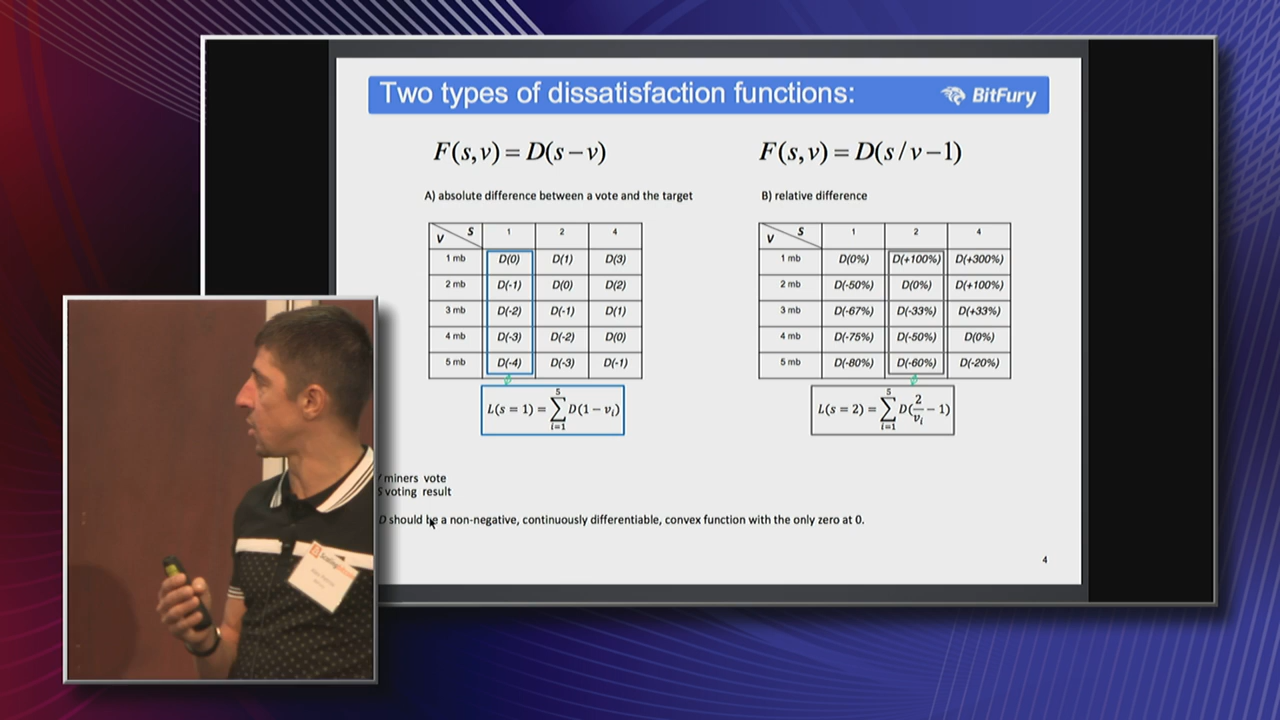 Two types of dissatisfaction functions:
BitFury
F(s,v) = D(s−v)
F(s,v) = D(s/v−1)
A) absolute difference between a vote and the target
B) relative difference
V S 1 2 4
1 mb D(0) D(1) D(3)
2 mb D(-1) D(0) D(2)
3 mb D(-2) D(-1) D(1)
4 mb D(-3) D(-2) D(0)
5 mb D(-4) D(-3) D(-1)
V S 1 2 4
1 mb D(0%) D(+100%) D(+300%)
2 mb D(-50%) D(0%) D(+100%)
3 mb D(-67%) D(-33%) D(+33%)
4 mb D(-75%) D(-50%) D(0%)
5 mb D(-80%) D(-60%) D(-20%)
L(s = 1) = ∑_{i=1}^{5} D(1 − v_i)
L(s = 2) = ∑_{i=1}^{5} D(2/v_i − 1)
miners vote
S voting result
D should be a non-negative, continuously differentiable, convex function with the only zero at 0.
4